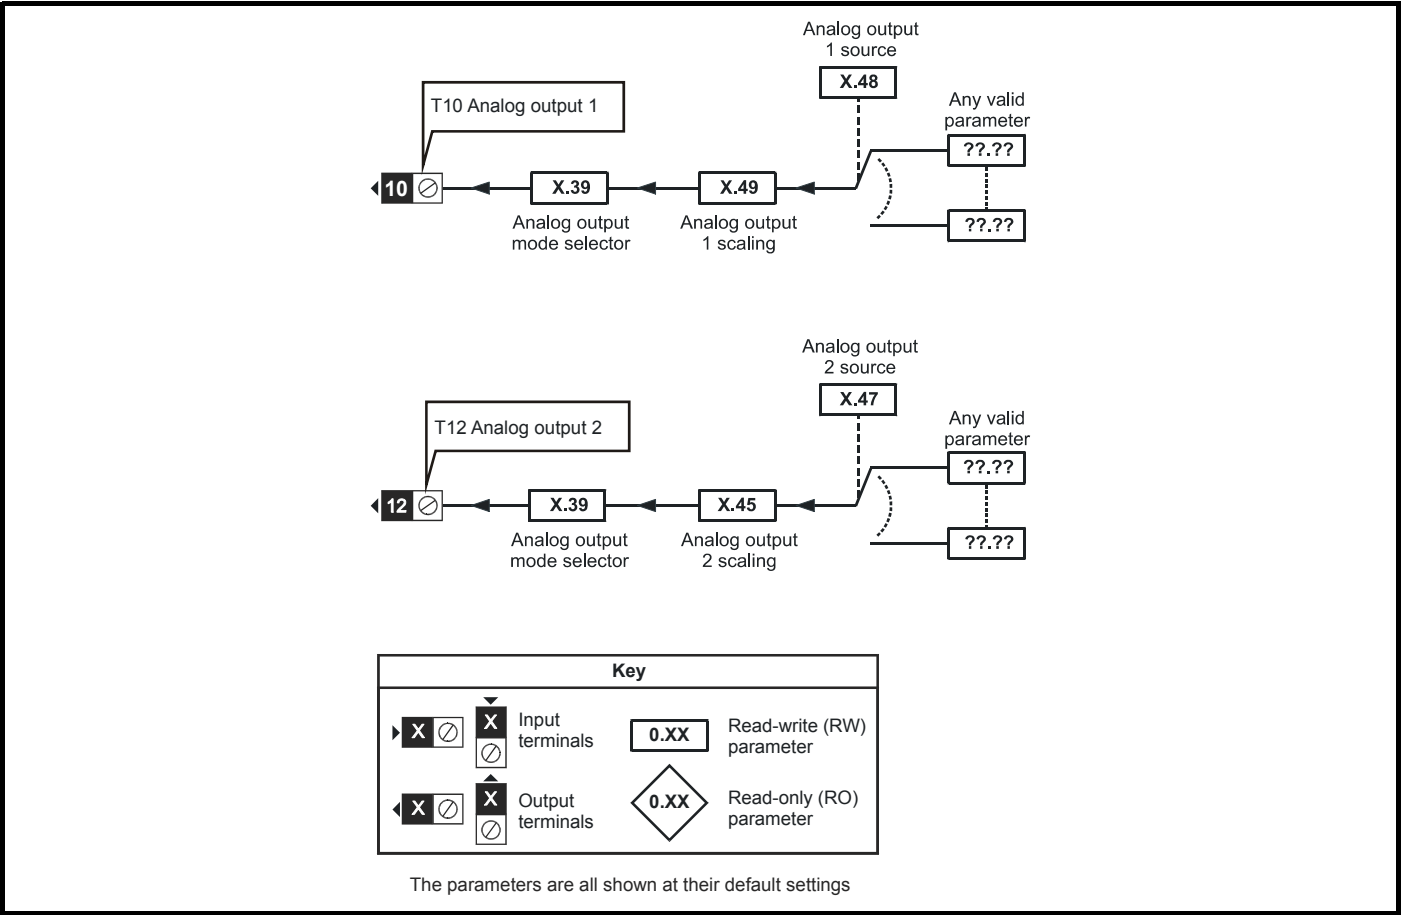 Analog output
1 source
X.48
T10 Analog output 1
Any valid
parameter
??.??
10
X.39
X.49
Analog output
mode selector
Analog output
1 scaling
??.??
Analog output
2 source
X.47
T12 Analog output 2
Any valid
parameter
??.??
12
X.39
X.45
Analog output
mode selector
Analog output
2 scaling
??.??
Key
X
X
Input
terminals
0.XX
Read-write (RW)
parameter
X
X
Output
terminals
0.XX
Read-only (RO)
parameter
The parameters are all shown at their default settings